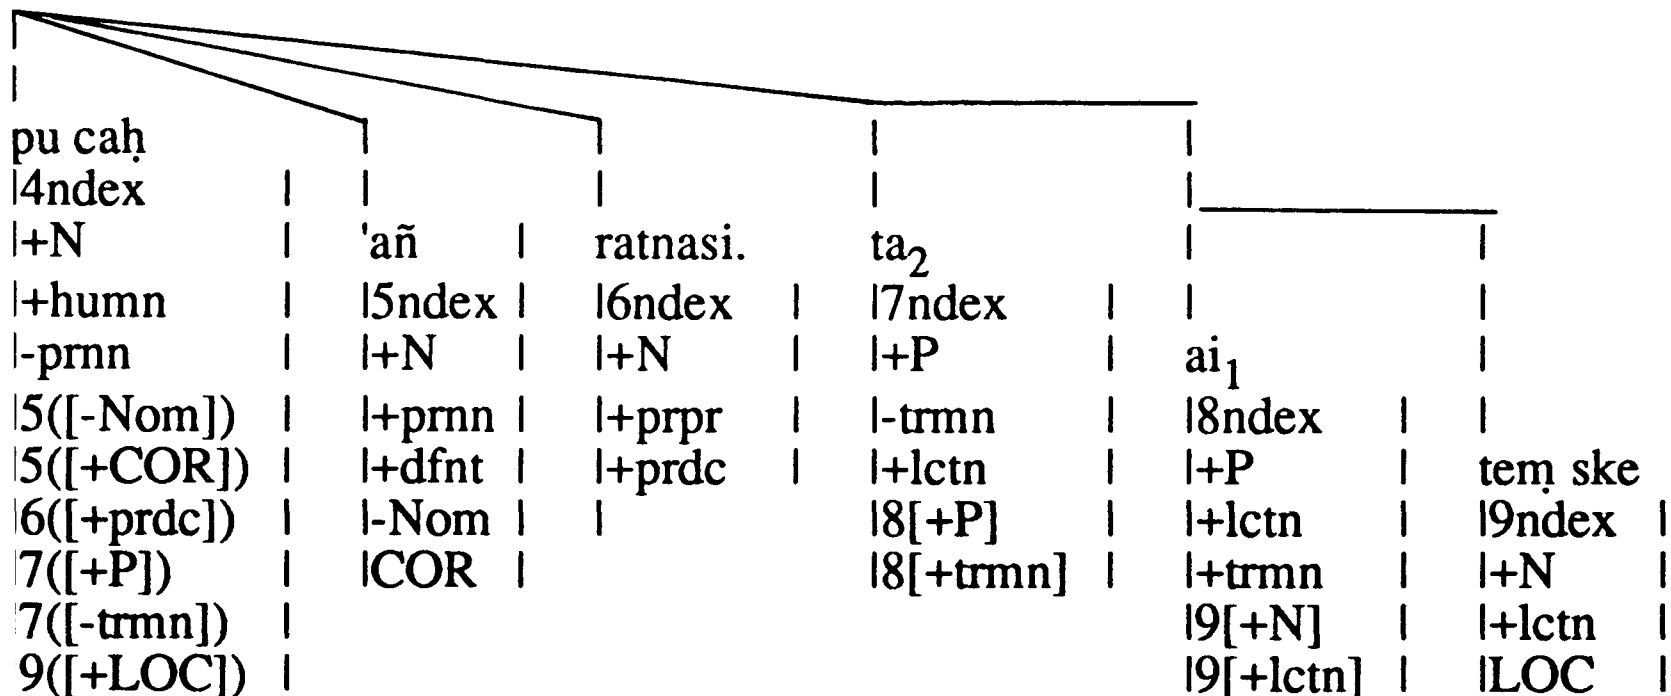 pu caḥ
|4ndex | |
|+N | 'añ | ratnasi. ta₂
|+humn | |5ndex | |6ndex | |7ndex |
|-prnn | |+N | |+N | |+P | ai₁
|5([-Nom]) | |+prnn | |+prpr | |-trmn | |8ndex |
|5([+COR]) | |+dfnt | |+prdc | |+lctn | |+P | teṃ ske
|6([+prdc]) | |-Nom | | |8[+P] | |+lctn | |9ndex |
|7([+P]) | |COR | |8[+trmn] | |+trmn | |+N |
|7([-trmn]) | |9[+N] | |+lctn |
9([+LOC]) | |9[+lctn] | |LOC |